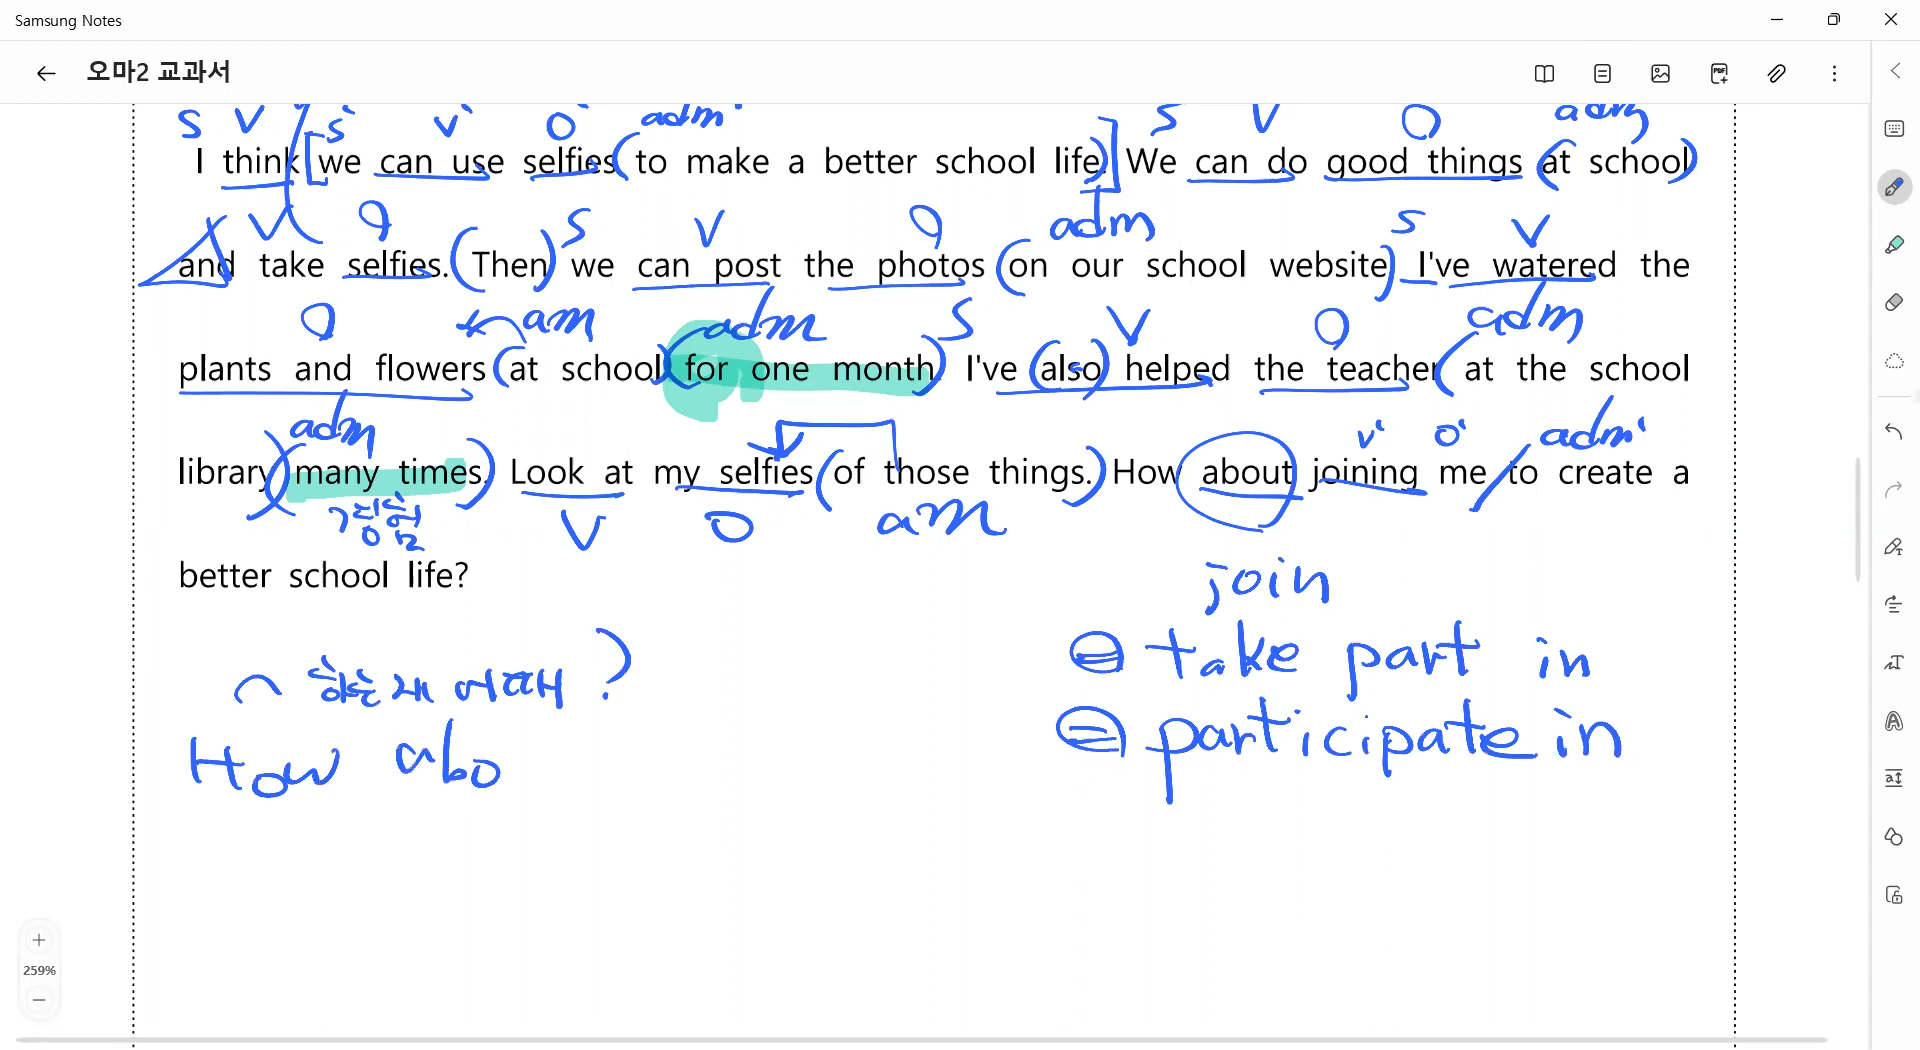 Samsung Notes
오마2 교과서
S V S' V' O' adm' S V O adm
I think we can use selfies to make a better school life. We can do good things at school
V O S V O adm S V
and take selfies. Then we can post the photos on our school website. I've watered the
O am adm S V O adm
plants and flowers at school for one month. I've also helped the teacher at the school
adm V' O' adm'
library many times. Look at my selfies of those things. How about joining me to create a
V O am
better school life?
join
~하는게 어때?
= take part in
How abo
= participate in
259%